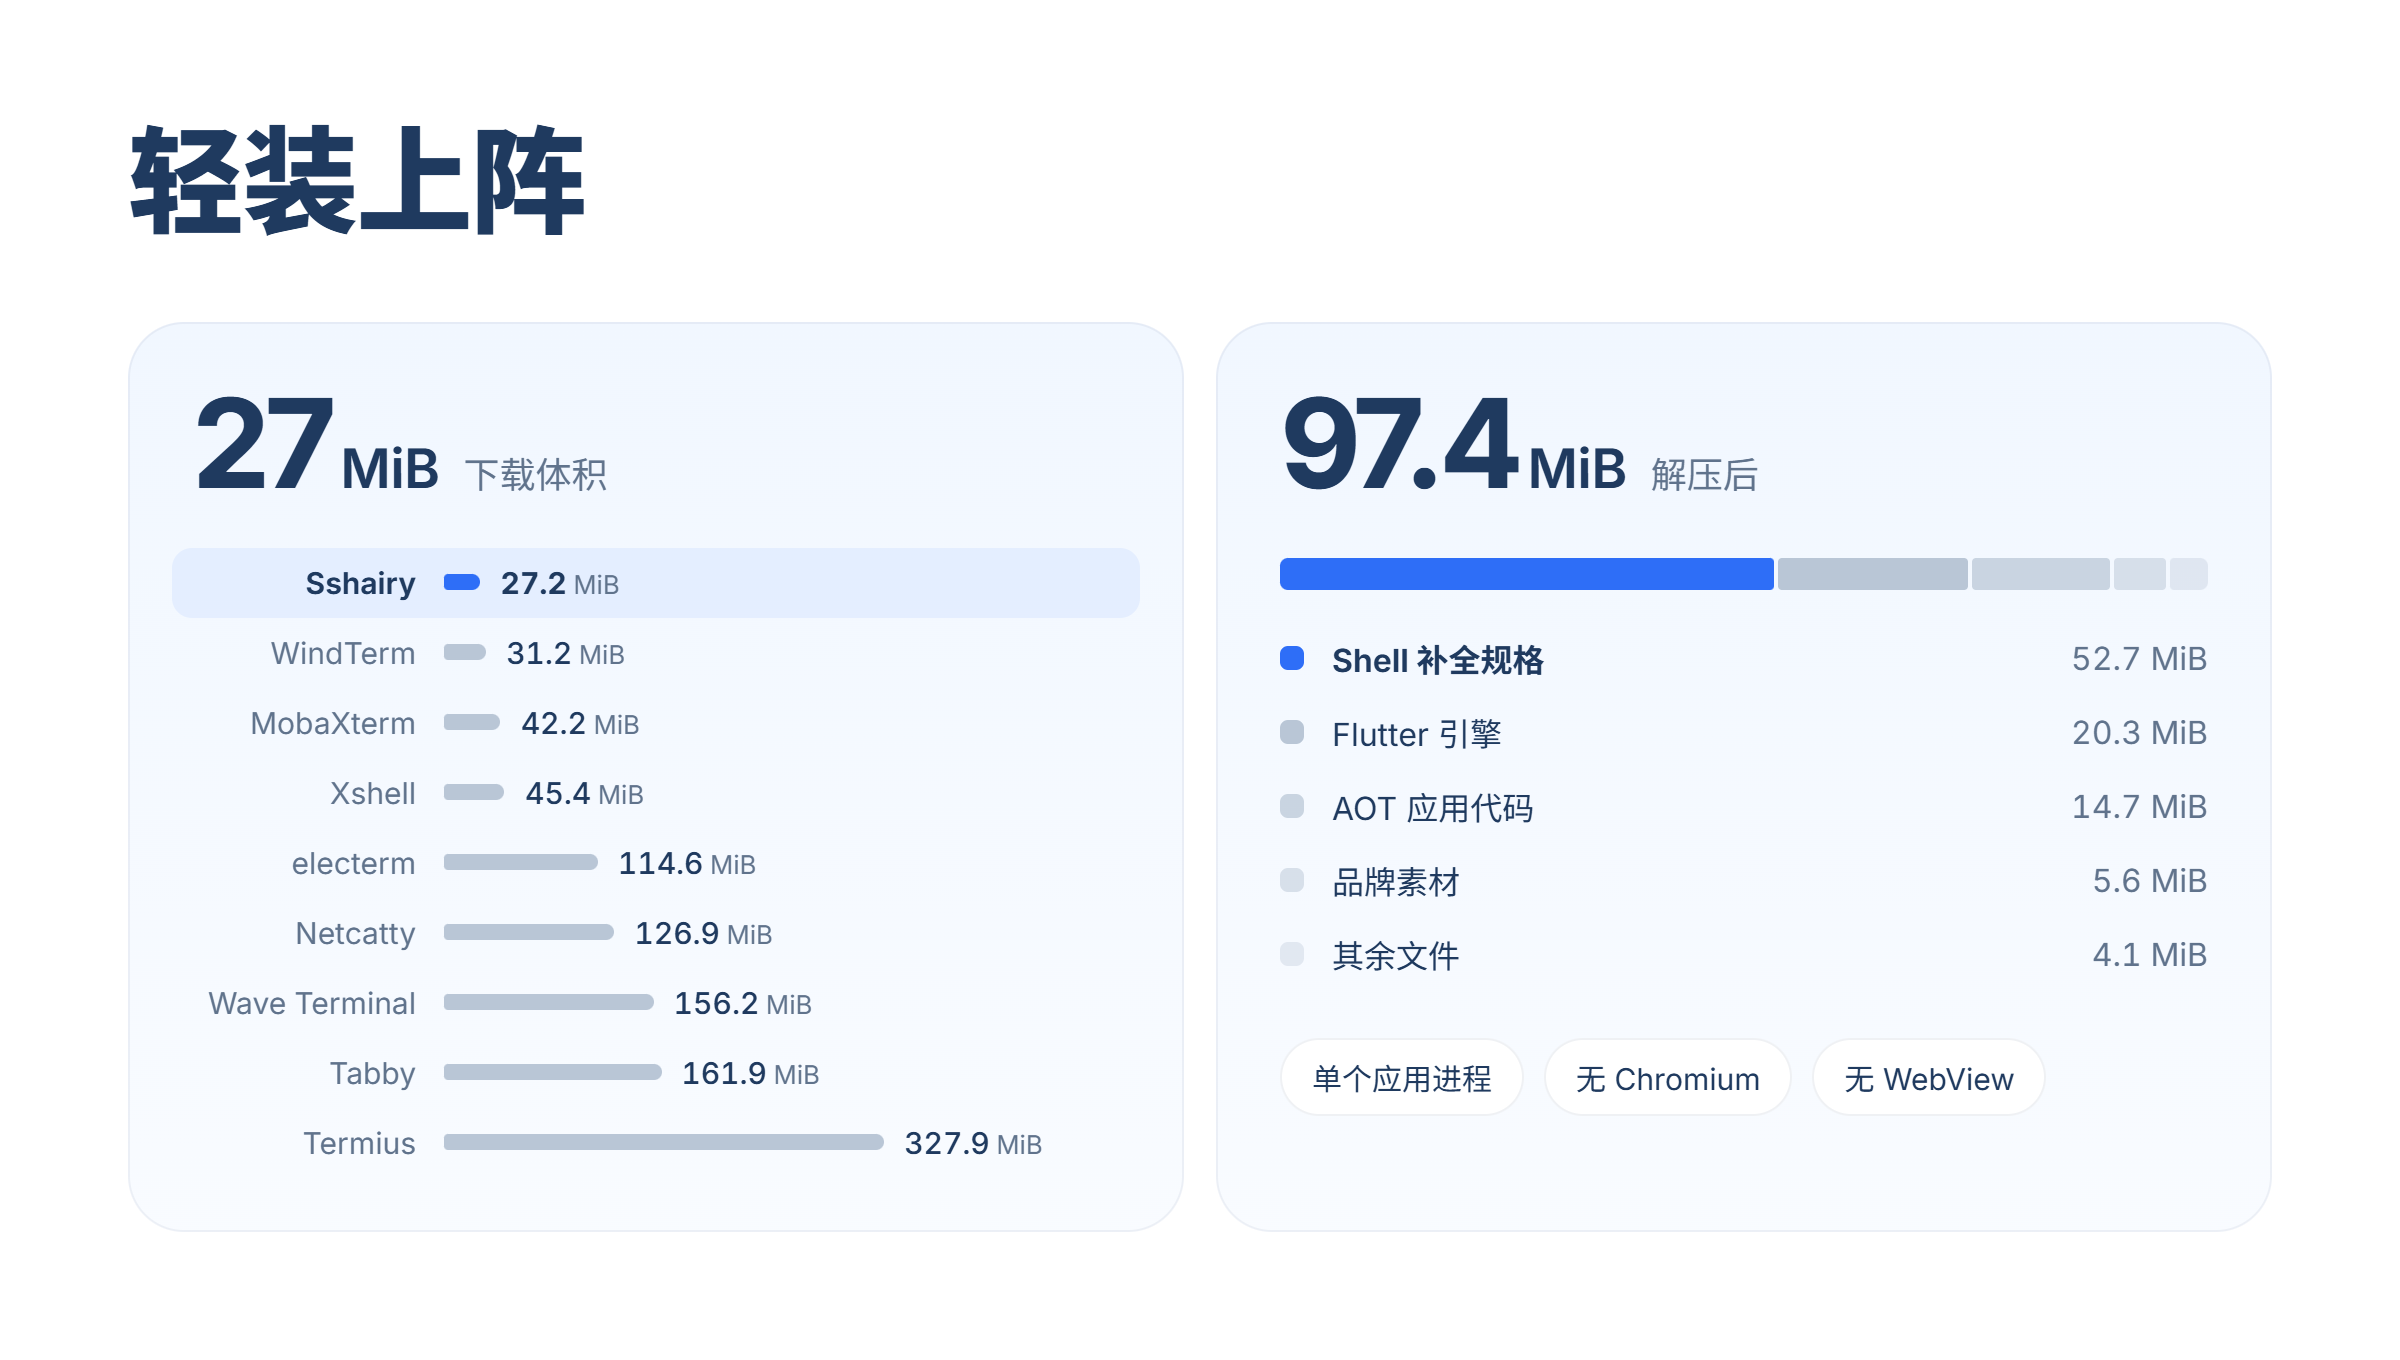 轻装上阵
27 MiB 下载体积
Sshairy 27.2 MiB
WindTerm 31.2 MiB
MobaXterm 42.2 MiB
Xshell 45.4 MiB
electerm 114.6 MiB
Netcatty 126.9 MiB
Wave Terminal 156.2 MiB
Tabby 161.9 MiB
Termius 327.9 MiB
97.4 MiB 解压后
Shell 补全规格 52.7 MiB
Flutter 引擎 20.3 MiB
AOT 应用代码 14.7 MiB
品牌素材 5.6 MiB
其余文件 4.1 MiB
单个应用进程 无 Chromium 无 WebView